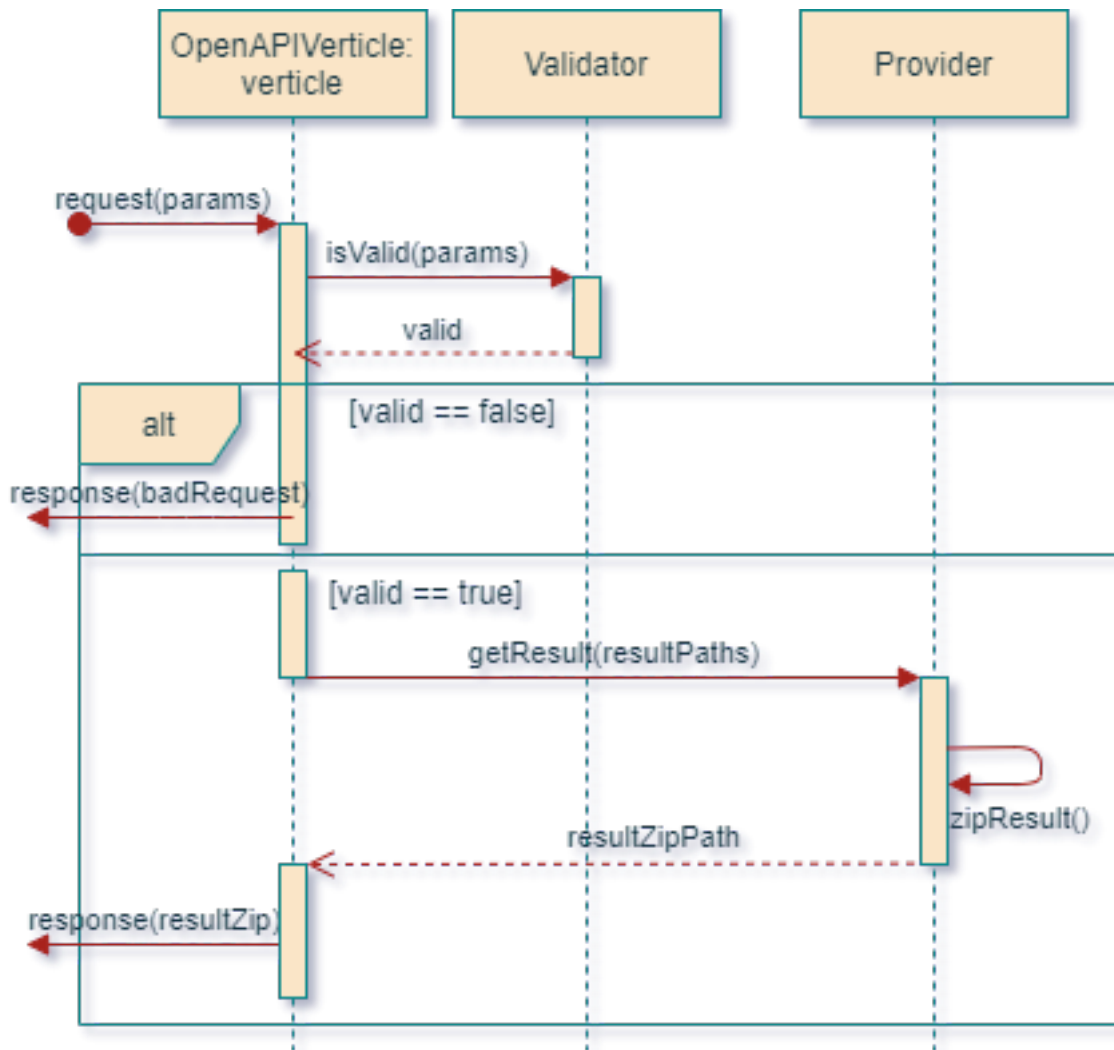 OpenAPIVerticle:
verticle
Validator
Provider
request(params)
isValid(params)
valid
alt
[valid == false]
response(badRequest)
[valid == true]
getResult(resultPaths)
zipResult()
resultZipPath
response(resultZip)